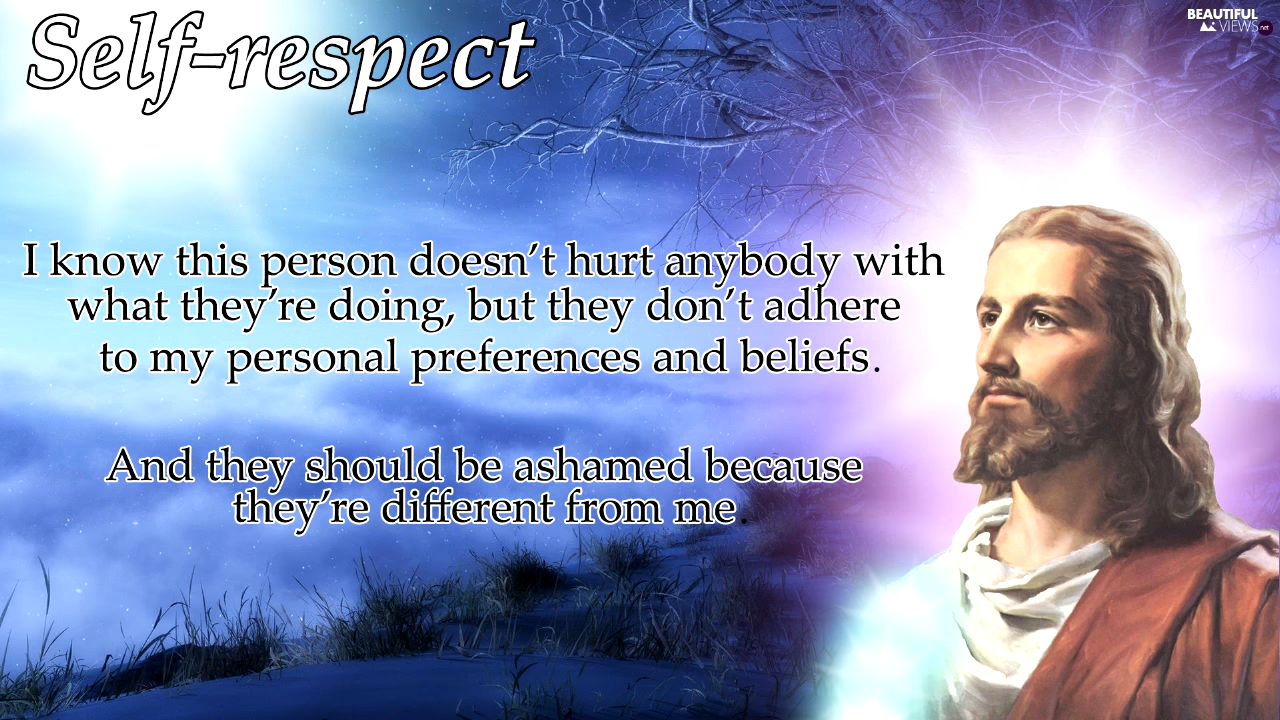 Self-respect
BEAUTIFUL
VIEWS.net
I know this person doesn’t hurt anybody with
what they’re doing, but they don’t adhere
to my personal preferences and beliefs.
And they should be ashamed because
they’re different from me.